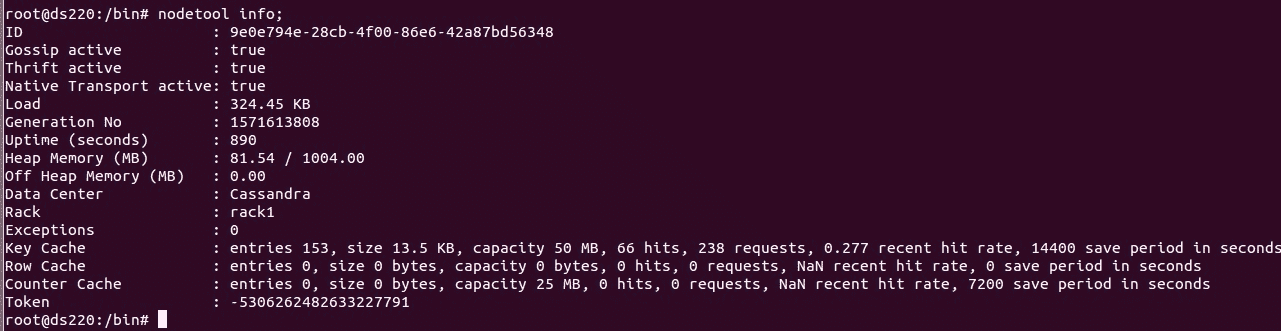 root@ds220:/bin# nodetool info;
ID                     : 9e0e794e-28cb-4f00-86e6-42a87bd56348
Gossip active          : true
Thrift active          : true
Native Transport active: true
Load                   : 324.45 KB
Generation No          : 1571613808
Uptime (seconds)       : 890
Heap Memory (MB)       : 81.54 / 1004.00
Off Heap Memory (MB)   : 0.00
Data Center            : Cassandra
Rack                   : rack1
Exceptions             : 0
Key Cache              : entries 153, size 13.5 KB, capacity 50 MB, 66 hits, 238 requests, 0.277 recent hit rate, 14400 save period in seconds
Row Cache              : entries 0, size 0 bytes, capacity 0 bytes, 0 hits, 0 requests, NaN recent hit rate, 0 save period in seconds
Counter Cache          : entries 0, size 0 bytes, capacity 25 MB, 0 hits, 0 requests, NaN recent hit rate, 7200 save period in seconds
Token                  : -5306262482633227791
root@ds220:/bin#